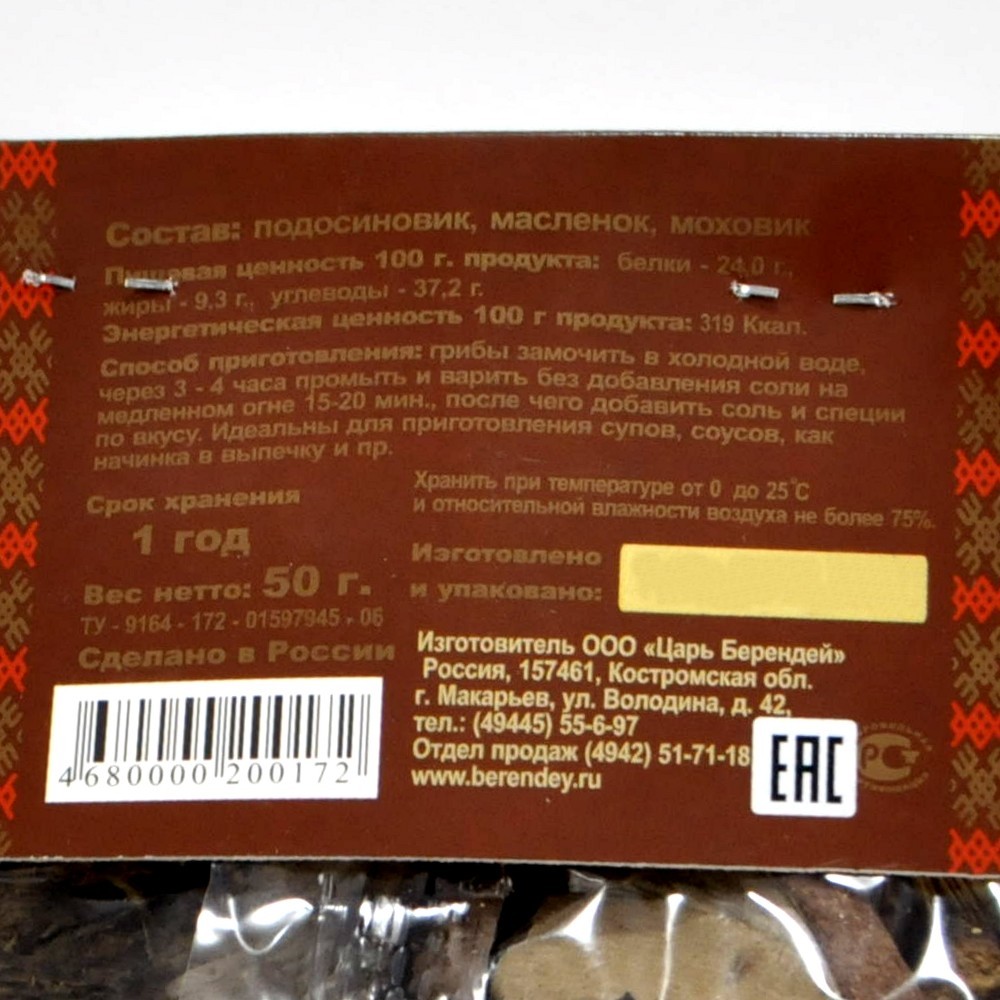 Состав: подосиновик, масленок, моховик
Пищевая ценность 100 г. продукта: белки - 24,0 г.,
жиры - 9,3 г., углеводы - 37,2 г.
Энергетическая ценность 100 г продукта: 319 Ккал.
Способ приготовления: грибы замочить в холодной воде,
через 3 - 4 часа промыть и варить без добавления соли на
медленном огне 15-20 мин., после чего добавить соль и специи
по вкусу. Идеальны для приготовления супов, соусов, как
начинка в выпечку и пр.
Срок хранения
1 год
Хранить при температуре от 0 до 25°С
и относительной влажности воздуха не более 75%.
Изготовлено
и упаковано:
Вес нетто: 50 г.
ТУ - 9164 - 172 - 01597945 - 06
Сделано в России
Изготовитель ООО «Царь Берендей»
Россия, 157461, Костромская обл.
г. Макарьев, ул. Володина, д. 42,
тел.: (49445) 55-6-97
Отдел продаж (4942) 51-71-18
www.berendey.ru
4 680000 200172
ЕАС
РСТ